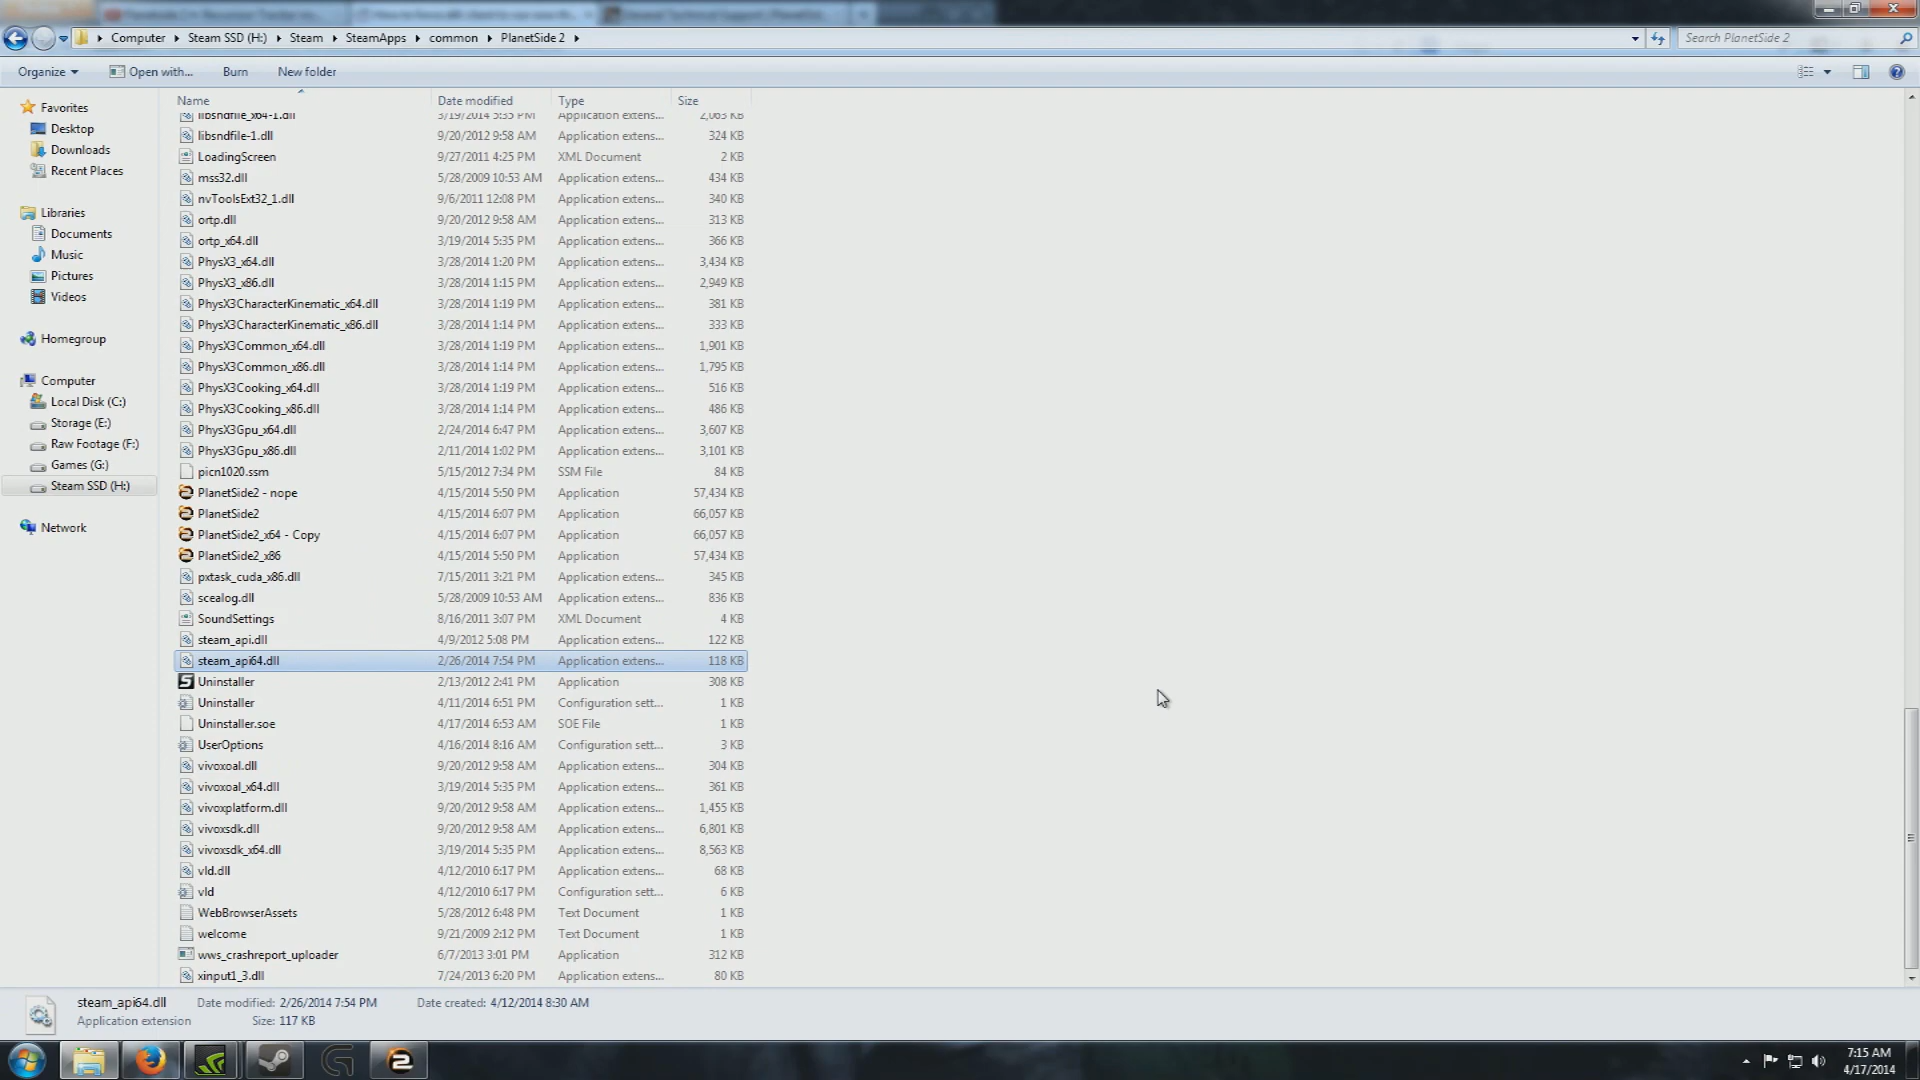 Computer Steam SSD (H:) Steam SteamApps common PlanetSide 2
Search PlanetSide 2
Organize Open with... Burn New folder
Name Date modified Type Size
Favorites
Desktop
Downloads
Recent Places
Libraries
Documents
Music
Pictures
Videos
Homegroup
Computer
Local Disk (C:)
Storage (E:)
Raw Footage (F:)
Games (G:)
Steam SSD (H:)
Network
libsndfile_x64-1.dll 3/19/2014 5:35 PM Application extens... 2,063 KB
libsndfile-1.dll 9/20/2012 9:58 AM Application extens... 324 KB
LoadingScreen 9/27/2011 4:25 PM XML Document 2 KB
mss32.dll 5/28/2009 10:53 AM Application extens... 434 KB
nvToolsExt32_1.dll 9/6/2011 12:08 PM Application extens... 340 KB
ortp.dll 9/20/2012 9:58 AM Application extens... 313 KB
ortp_x64.dll 3/19/2014 5:35 PM Application extens... 366 KB
PhysX3_x64.dll 3/28/2014 1:20 PM Application extens... 3,434 KB
PhysX3_x86.dll 3/28/2014 1:15 PM Application extens... 2,949 KB
PhysX3CharacterKinematic_x64.dll 3/28/2014 1:19 PM Application extens... 381 KB
PhysX3CharacterKinematic_x86.dll 3/28/2014 1:14 PM Application extens... 333 KB
PhysX3Common_x64.dll 3/28/2014 1:19 PM Application extens... 1,901 KB
PhysX3Common_x86.dll 3/28/2014 1:14 PM Application extens... 1,795 KB
PhysX3Cooking_x64.dll 3/28/2014 1:19 PM Application extens... 516 KB
PhysX3Cooking_x86.dll 3/28/2014 1:14 PM Application extens... 486 KB
PhysX3Gpu_x64.dll 2/24/2014 6:47 PM Application extens... 3,607 KB
PhysX3Gpu_x86.dll 2/11/2014 1:02 PM Application extens... 3,101 KB
picn1020.ssm 5/15/2012 7:34 PM SSM File 84 KB
PlanetSide2 - nope 4/15/2014 5:50 PM Application 57,434 KB
PlanetSide2 4/15/2014 6:07 PM Application 66,057 KB
PlanetSide2_x64 - Copy 4/15/2014 6:07 PM Application 66,057 KB
PlanetSide2_x86 4/15/2014 5:50 PM Application 57,434 KB
pxtask_cuda_x86.dll 7/15/2011 3:21 PM Application extens... 345 KB
scealog.dll 5/28/2009 10:53 AM Application extens... 836 KB
SoundSettings 8/16/2011 3:07 PM XML Document 4 KB
steam_api.dll 4/9/2012 5:08 PM Application extens... 122 KB
steam_api64.dll 2/26/2014 7:54 PM Application extens... 118 KB
Uninstaller 2/13/2012 2:41 PM Application 308 KB
Uninstaller 4/11/2014 6:51 PM Configuration sett... 1 KB
Uninstaller.soe 4/17/2014 6:53 AM SOE File 1 KB
UserOptions 4/16/2014 8:16 AM Configuration sett... 3 KB
vivoxoal.dll 9/20/2012 9:58 AM Application extens... 304 KB
vivoxoal_x64.dll 3/19/2014 5:35 PM Application extens... 361 KB
vivoxplatform.dll 9/20/2012 9:58 AM Application extens... 1,455 KB
vivoxsdk.dll 9/20/2012 9:58 AM Application extens... 6,801 KB
vivoxsdk_x64.dll 3/19/2014 5:35 PM Application extens... 8,563 KB
vld.dll 4/12/2010 6:17 PM Application extens... 68 KB
vld 4/12/2010 6:17 PM Configuration sett... 6 KB
WebBrowserAssets 5/28/2012 6:48 PM Text Document 1 KB
welcome 9/21/2009 2:12 PM Text Document 1 KB
wws_crashreport_uploader 6/7/2013 3:01 PM Application 312 KB
xinput1_3.dll 7/24/2013 6:20 PM Application extens... 80 KB
steam_api64.dll Date modified: 2/26/2014 7:54 PM Date created: 4/12/2014 8:30 AM
Application extension Size: 117 KB
7:15 AM
4/17/2014